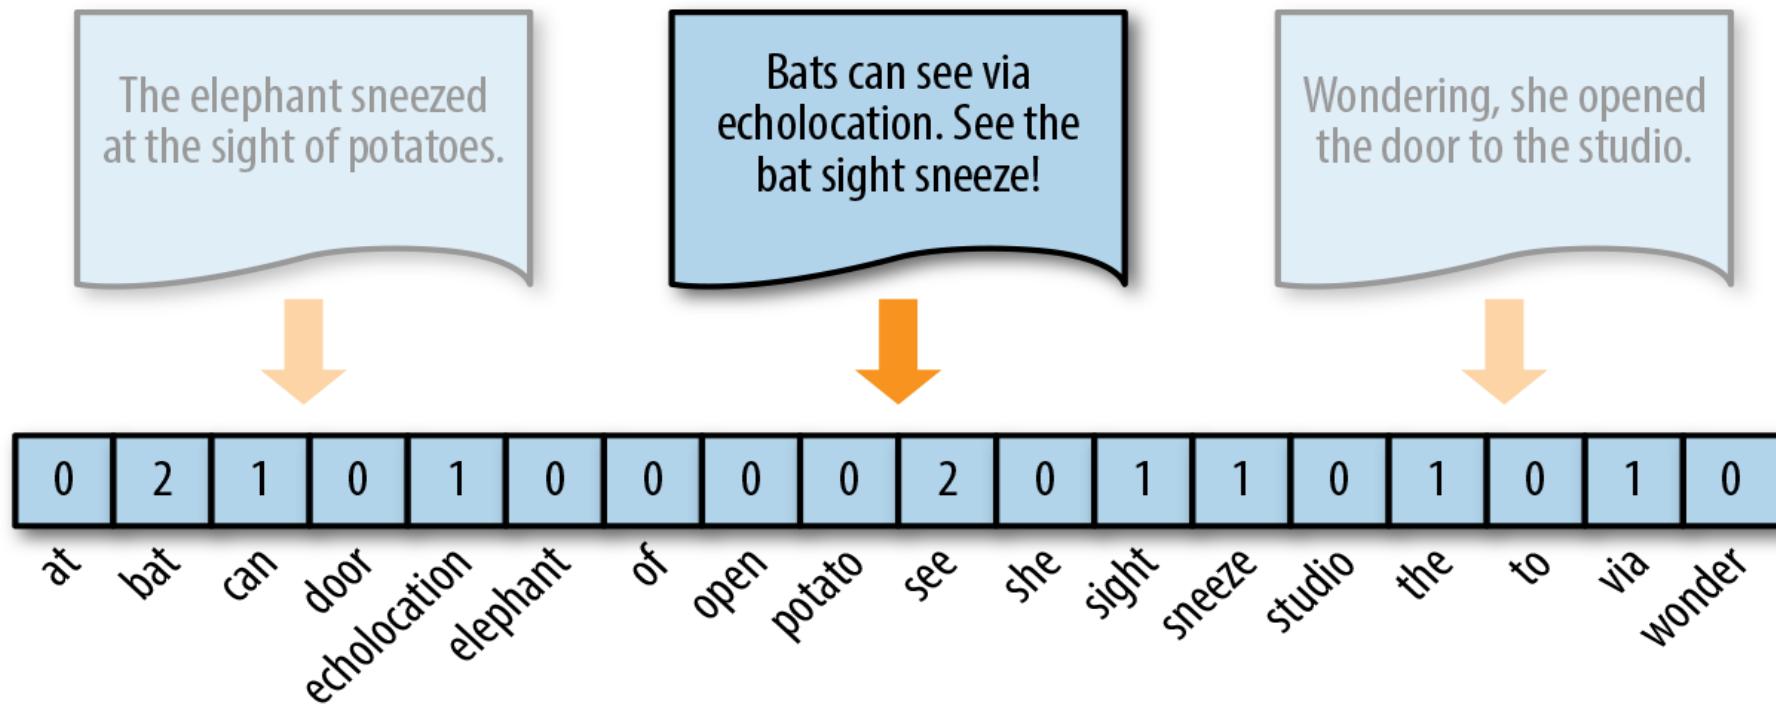 The elephant sneezed
at the sight of potatoes.
Bats can see via
echolocation. See the
bat sight sneeze!
Wondering, she opened
the door to the studio.
0 2 1 0 1 0 0 0 0 2 0 1 1 0 1 0 1 0
at bat can door echolocation elephant of open potato see she sight sneeze studio the to via wonder